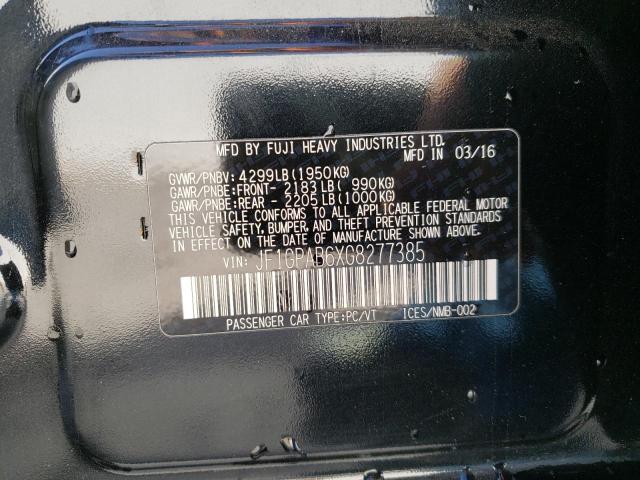 MFD BY FUJI HEAVY INDUSTRIES LTD.
MFD IN 03/16
GVWR/PNBV: 4299LB(1950KG)
GAWR/PNBE:FRONT- 2183LB( 990KG)
GAWR/PNBE:REAR - 2205LB(1000KG)
THIS VEHICLE CONFORMS TO ALL APPLICABLE FEDERAL MOTOR
VEHICLE SAFETY, BUMPER, AND THEFT PREVENTION STANDARDS
IN EFFECT ON THE DATE OF MANUFACTURE SHOWN ABOVE.
VIN: JF1GPAB6XG8277385
PASSENGER CAR TYPE:PC/VT ICES/NMB-002